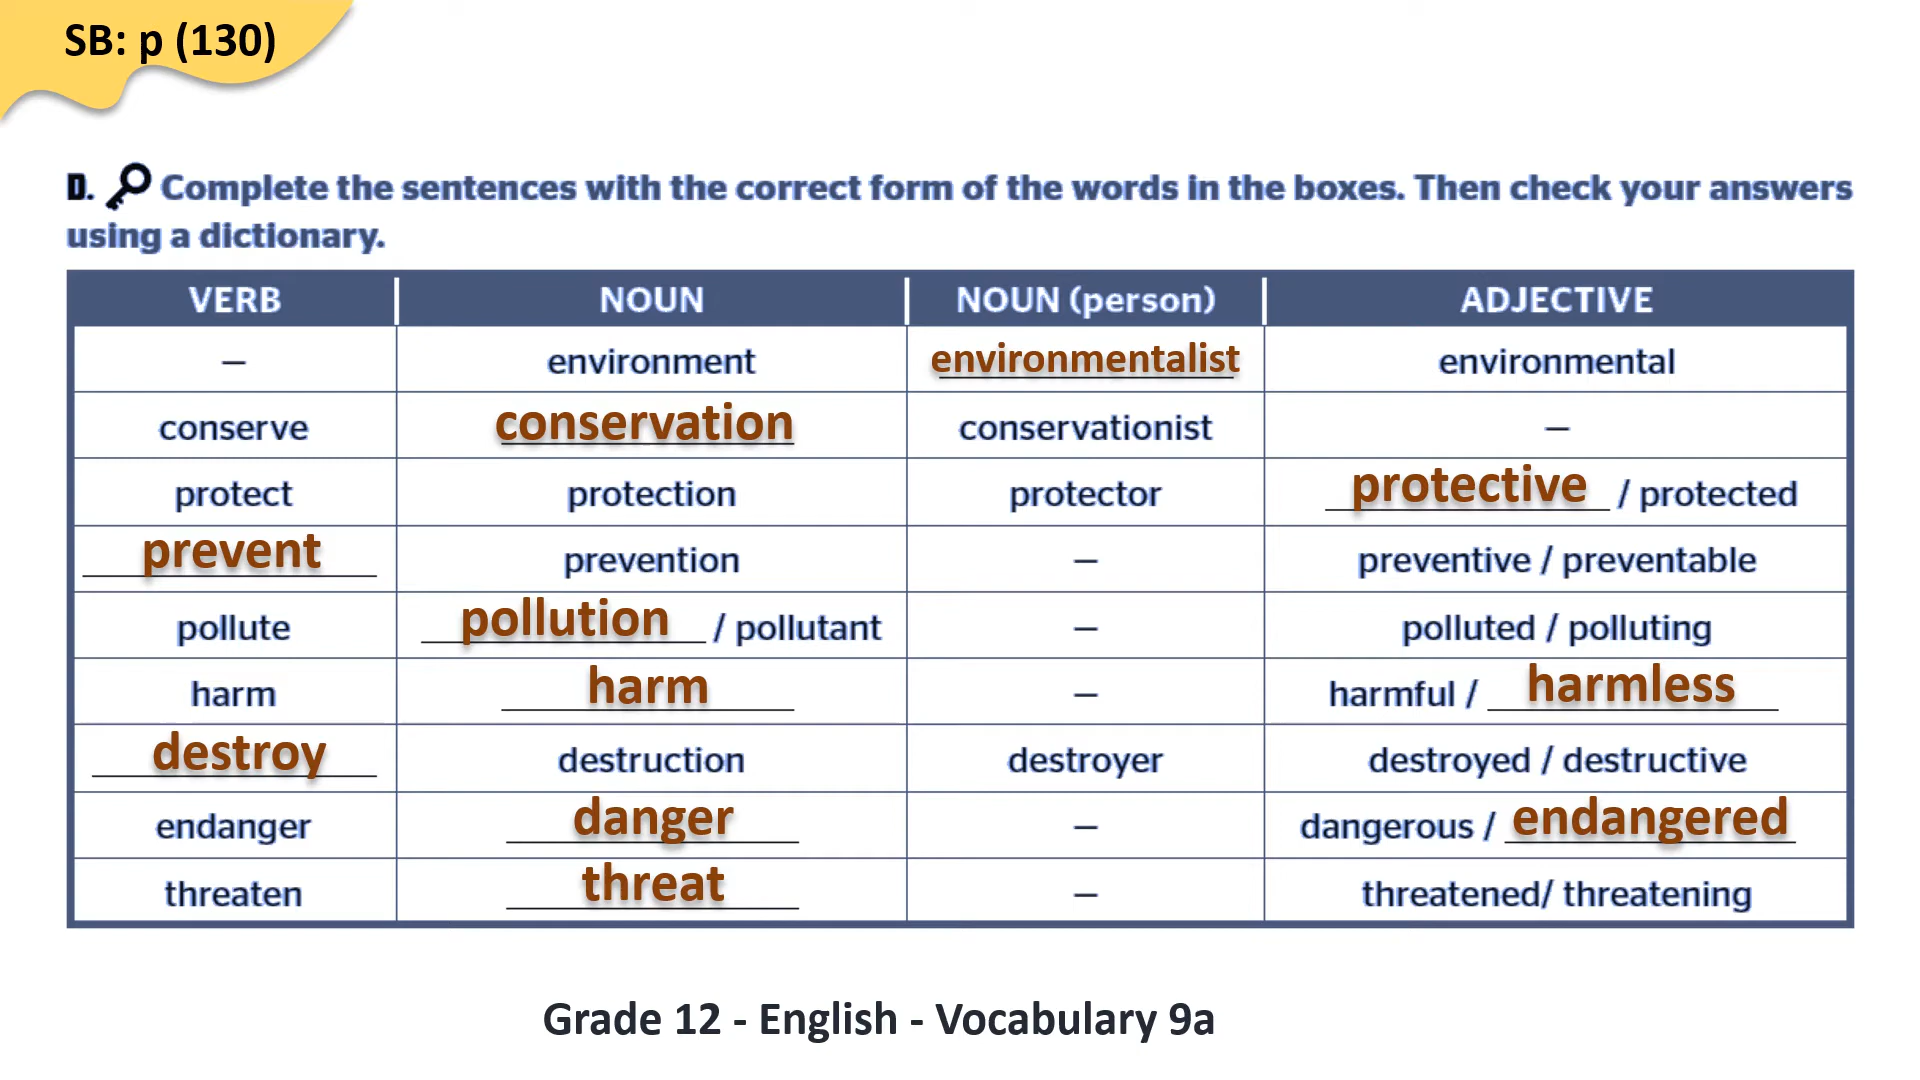 SB: p (130)
D. Complete the sentences with the correct form of the words in the boxes. Then check your answers
using a dictionary.
VERB NOUN NOUN (person) ADJECTIVE
– environment environmentalist environmental
conserve conservation conservationist –
protect protection protector protective / protected
prevent prevention – preventive / preventable
pollute pollution / pollutant – polluted / polluting
harm harm – harmful / harmless
destroy destruction destroyer destroyed / destructive
endanger danger – dangerous / endangered
threaten threat – threatened/ threatening
Grade 12 - English - Vocabulary 9a